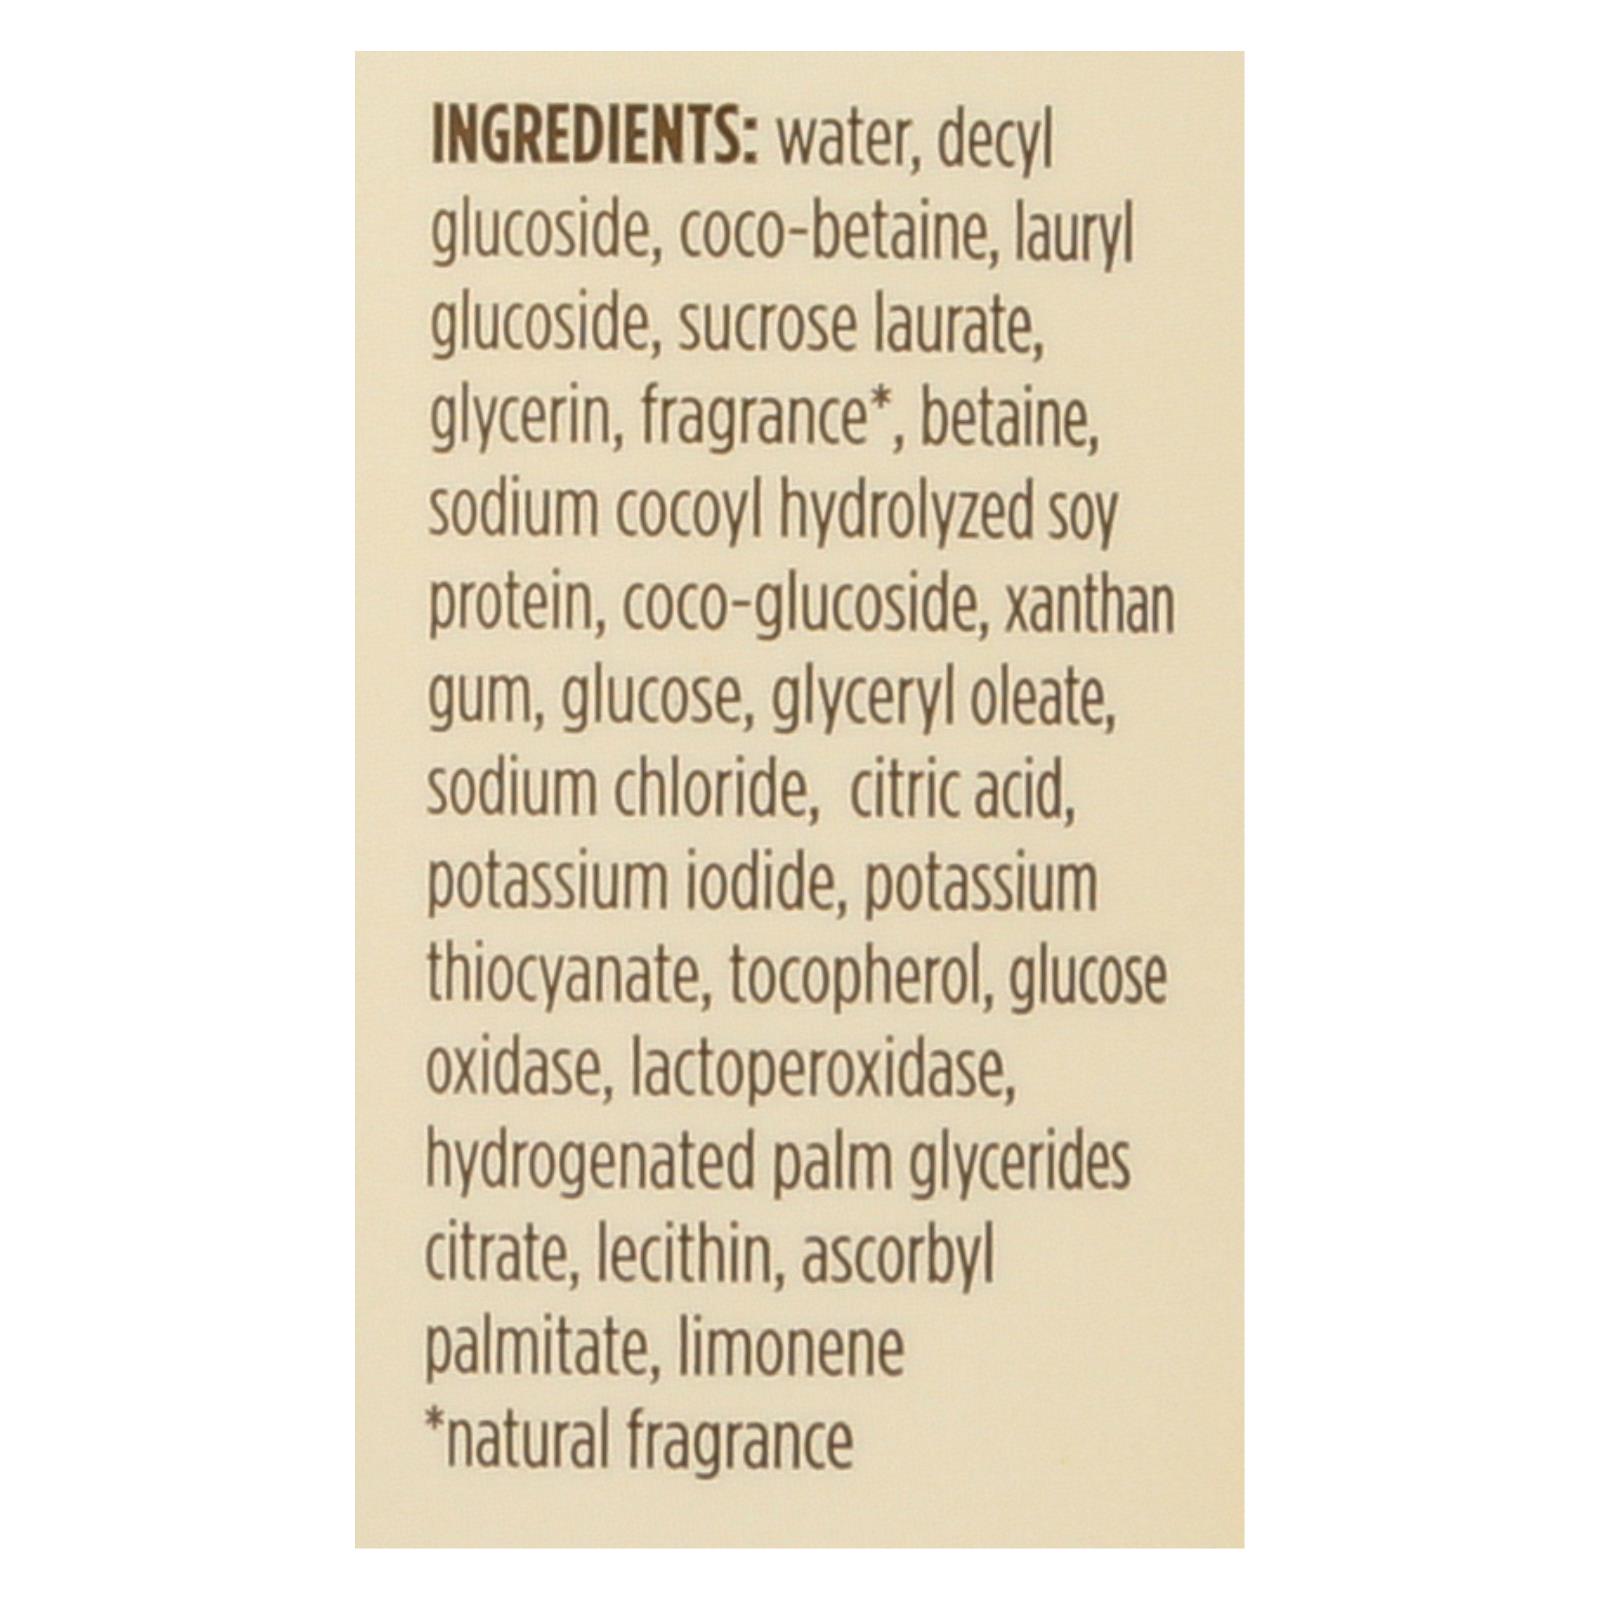 INGREDIENTS: water, decyl
glucoside, coco-betaine, lauryl
glucoside, sucrose laurate,
glycerin, fragrance*, betaine,
sodium cocoyl hydrolyzed soy
protein, coco-glucoside, xanthan
gum, glucose, glyceryl oleate,
sodium chloride,  citric acid,
potassium iodide, potassium
thiocyanate, tocopherol, glucose
oxidase, lactoperoxidase,
hydrogenated palm glycerides
citrate, lecithin, ascorbyl
palmitate, limonene
*natural fragrance